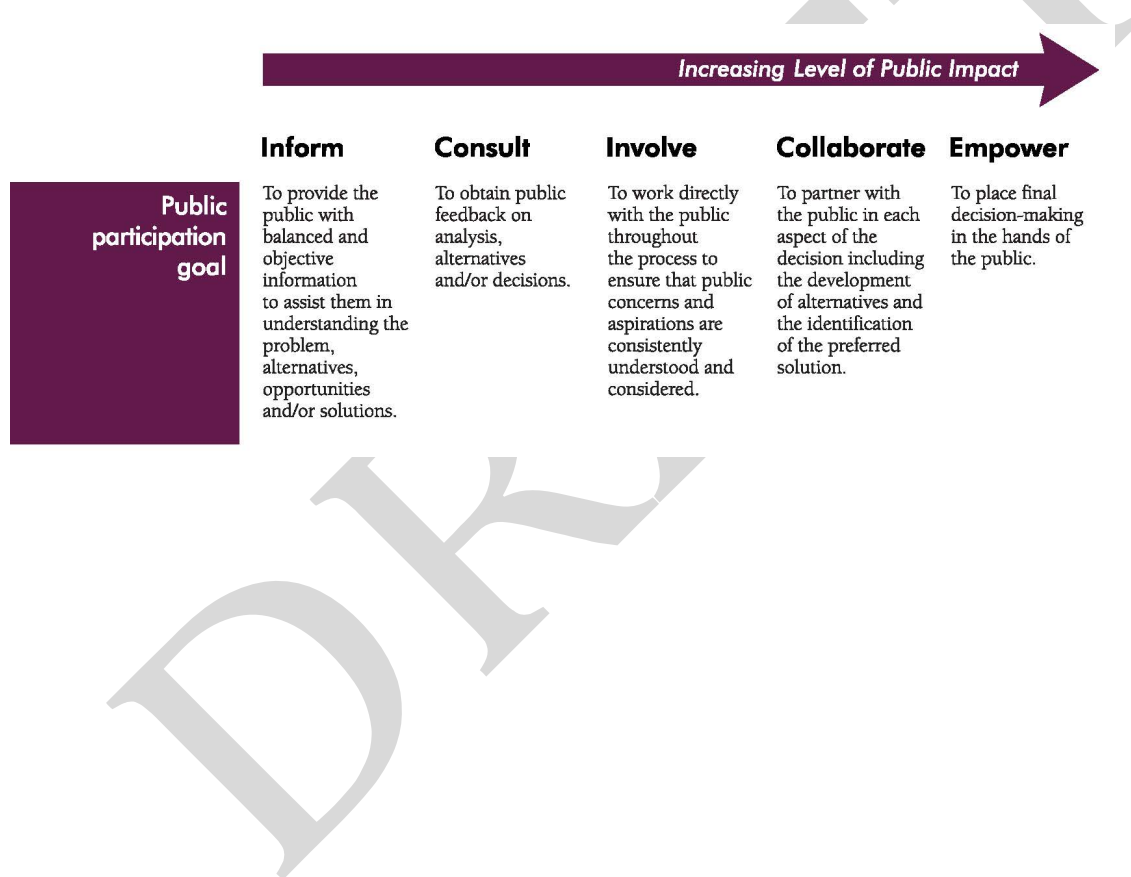 Increasing Level of Public Impact
Inform
Consult
Involve
Collaborate
Empower
Public
participation
goal
To provide the
public with
balanced and
objective
information
to assist them in
understanding the
problem,
alternatives,
opportunities
and/or solutions.
To obtain public
feedback on
analysis,
alternatives
and/or decisions.
To work directly
with the public
throughout
the process to
ensure that public
concerns and
aspirations are
consistently
understood and
considered.
To partner with
the public in each
aspect of the
decision including
the development
of alternatives and
the identification
of the preferred
solution.
To place final
decision-making
in the hands of
the public.